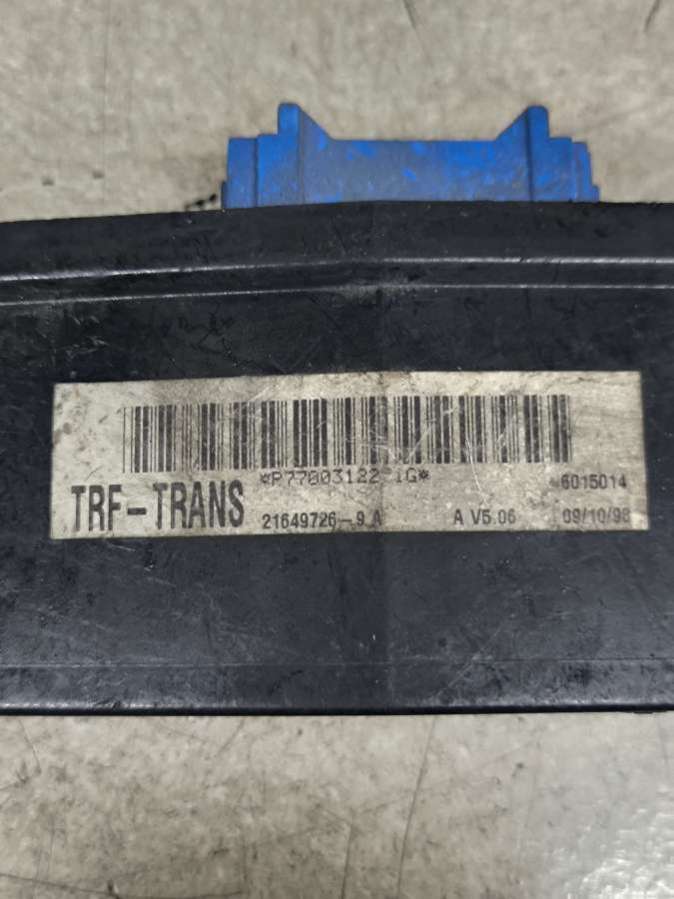 *P77003122 1G*
6015014
TRF-TRANS
21649726-9 A A V5.06 09/10/98